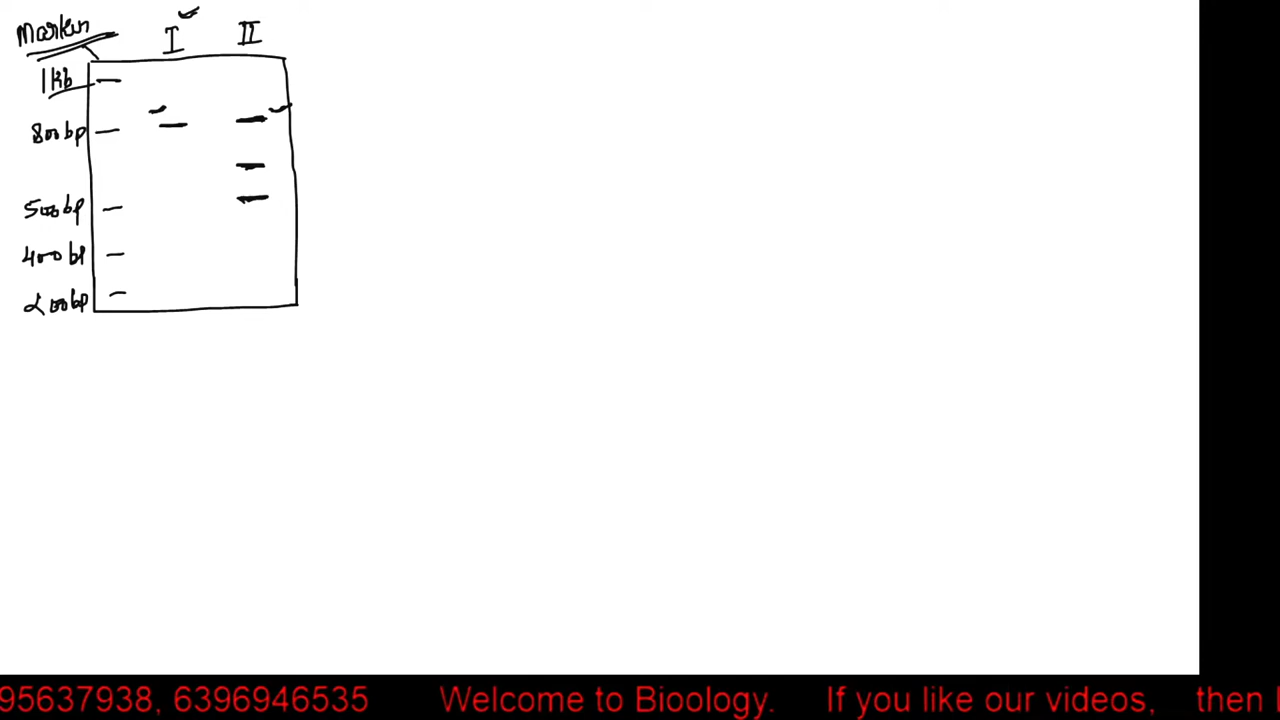 Marker
I II
1kb
800bp
500bp
400bp
200bp
95637938, 6396946535 Welcome to Bioology. If you like our videos, then